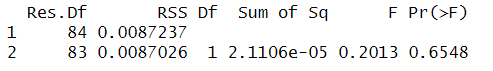 Res.Df RSS Df Sum of Sq F Pr(>F)
1 84 0.0087237
2 83 0.0087026 1 2.1106e-05 0.2013 0.6548